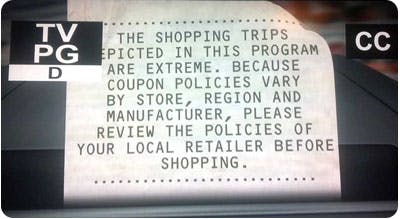 TV
PG
D
CC
THE SHOPPING TRIPS
EPICTED IN THIS PROGRAM
ARE EXTREME. BECAUSE
COUPON POLICIES VARY
BY STORE, REGION AND
MANUFACTURER, PLEASE
REVIEW THE POLICIES OF
YOUR LOCAL RETAILER BEFORE
SHOPPING.